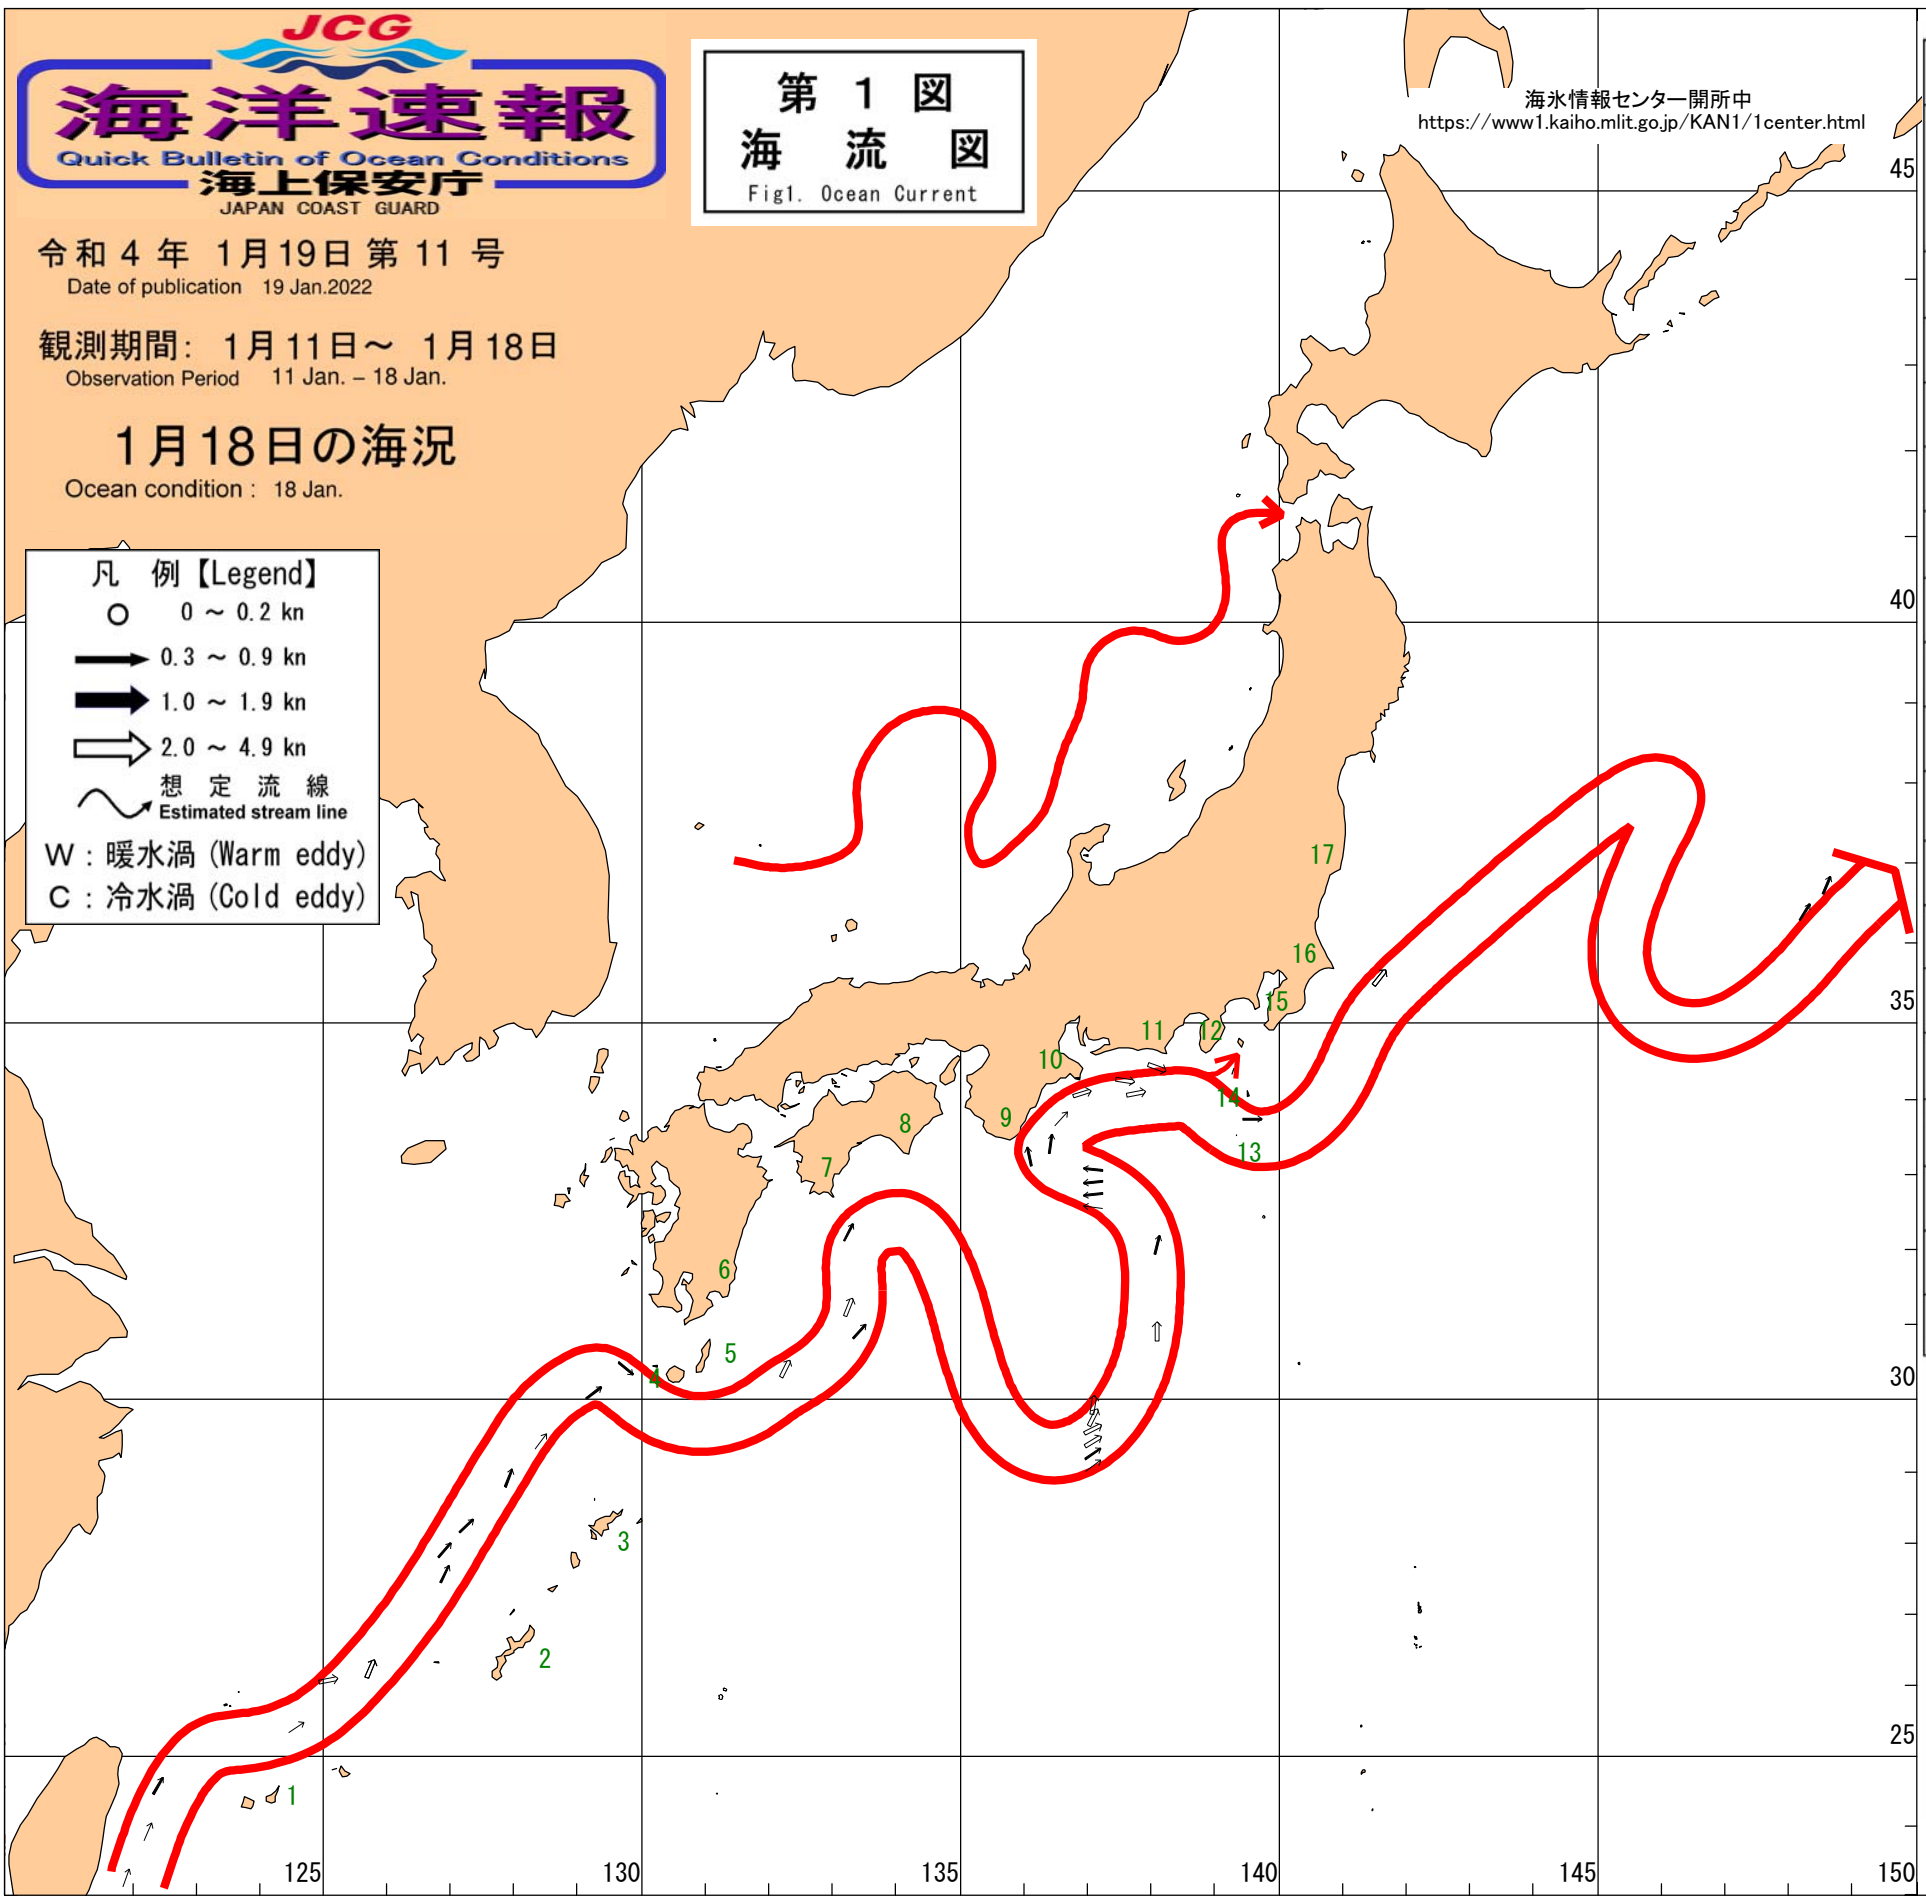 JCG
海洋速報
Quick Bulletin of Ocean Conditions
海上保安庁
JAPAN COAST GUARD
第 1 図
海 流 図
Fig1. Ocean Current
海氷情報センター開所中
https://www1.kaiho.mlit.go.jp/KAN1/1center.html
令和 4 年 1月19日 第 11 号
Date of publication 19 Jan.2022
観測期間: 1月11日～ 1月18日
Observation Period 11 Jan. – 18 Jan.
1月18日の海況
Ocean condition : 18 Jan.
凡 例【Legend】
0 ～ 0.2 kn
0.3 ～ 0.9 kn
1.0 ～ 1.9 kn
2.0 ～ 4.9 kn
想 定 流 線
Estimated stream line
W : 暖水渦 (Warm eddy)
C : 冷水渦 (Cold eddy)
45
40
35
30
25
125
130
135
140
145
150
17
16
15
12
11
10
14
9
8
13
7
6
5
4
3
2
1